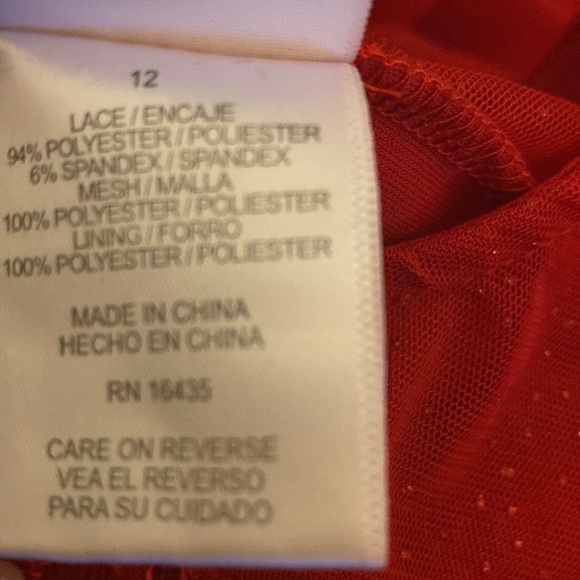 12
LACE / ENCAJE
94% POLYESTER / POLIESTER
6% SPANDEX / SPANDEX
MESH / MALLA
100% POLYESTER / POLIESTER
LINING / FORRO
100% POLYESTER / POLIESTER
MADE IN CHINA
HECHO EN CHINA
RN 16435
CARE ON REVERSE
VEA EL REVERSO
PARA SU CUIDADO